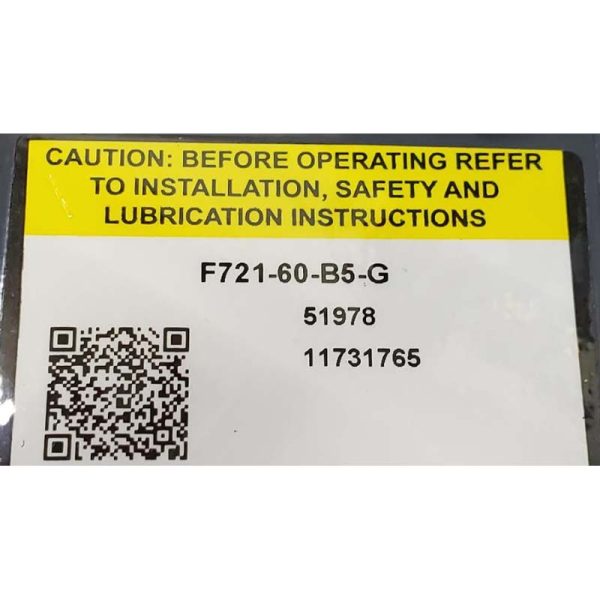 CAUTION: BEFORE OPERATING REFER
TO INSTALLATION, SAFETY AND
LUBRICATION INSTRUCTIONS
F721-60-B5-G
51978
11731765